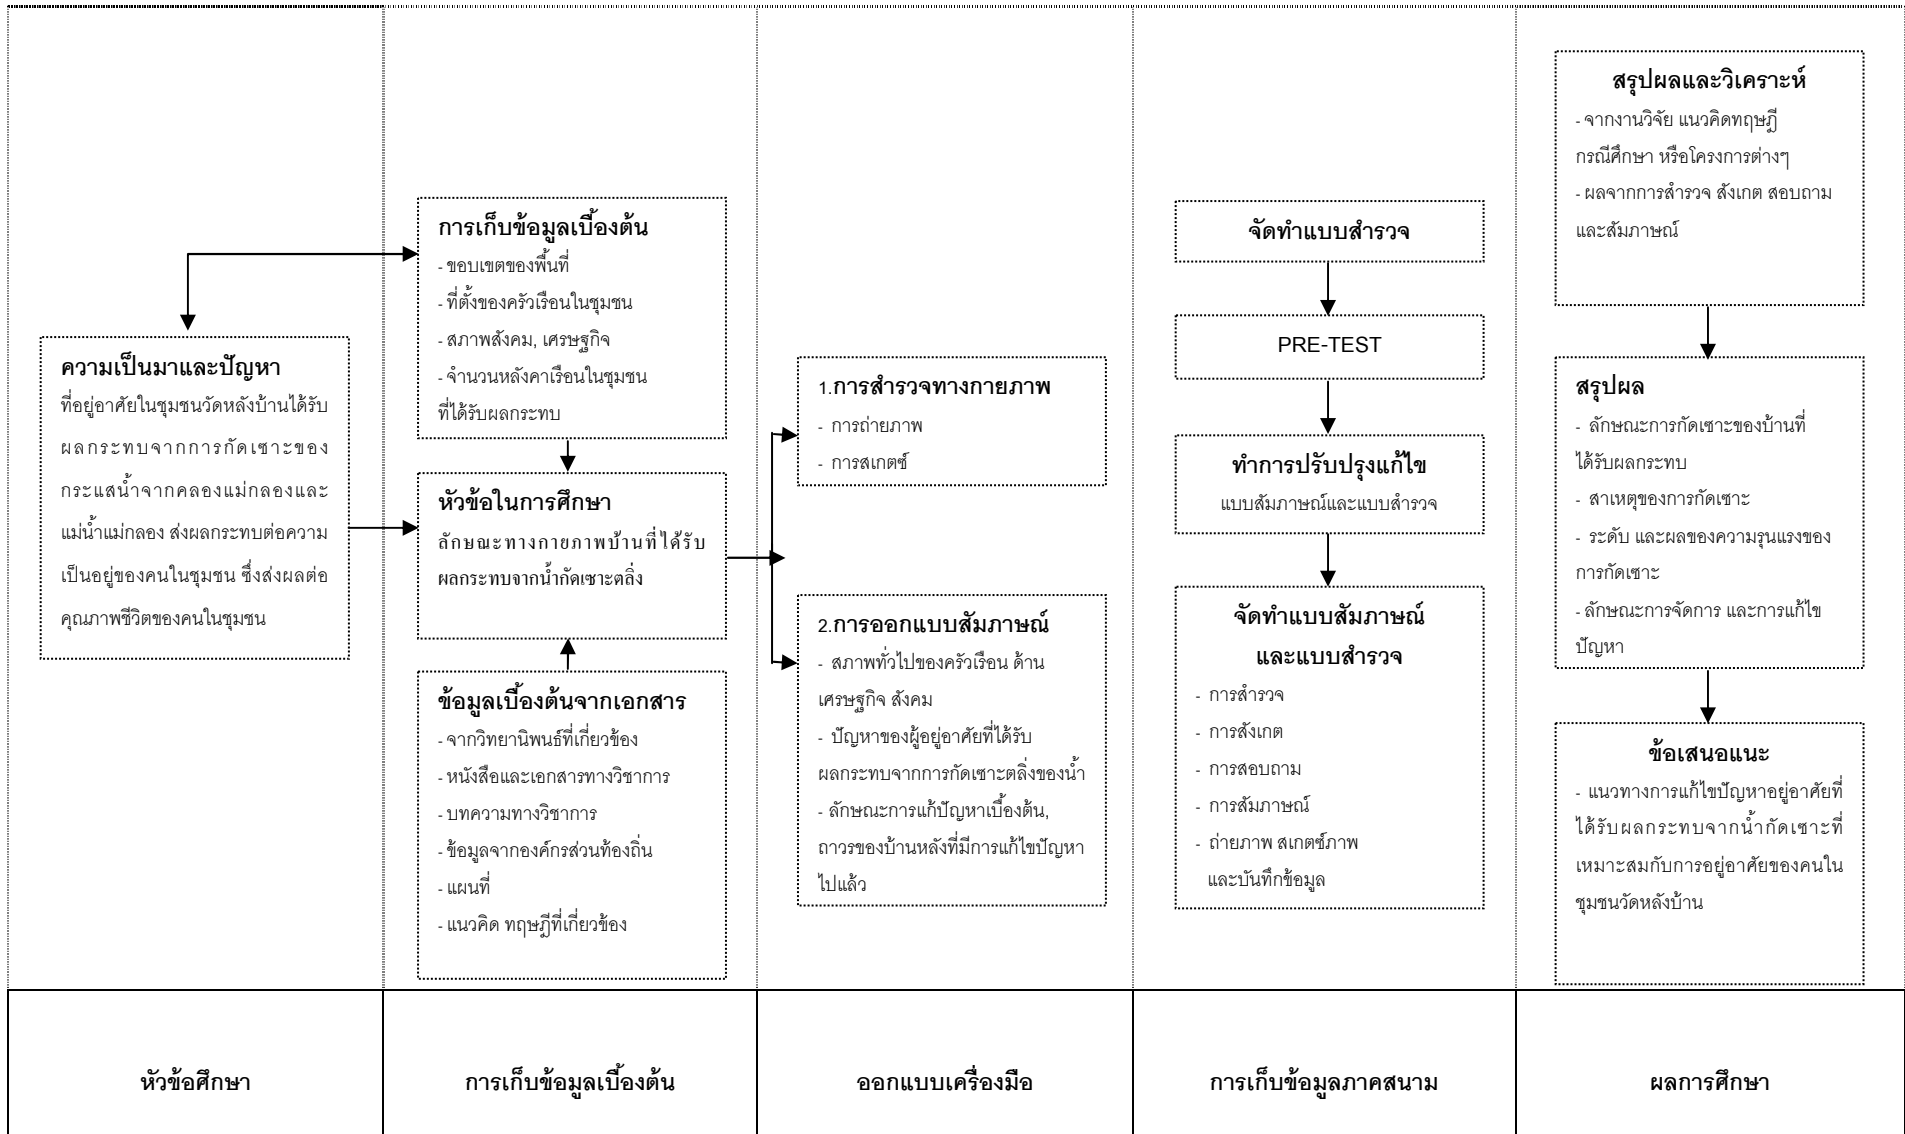 ความเป็นมาและปัญหา
ที่อยู่อาศัยในชุมชนวัดหลังบ้านได้รับ
ผลกระทบจากการกัดเซาะของ
กระแสน้ำจากคลองแม่กลองและ
แม่น้ำแม่กลอง ส่งผลกระทบต่อความ
เป็นอยู่ของคนในชุมชน ซึ่งส่งผลต่อ
คุณภาพชีวิตของคนในชุมชน
การเก็บข้อมูลเบื้องต้น
- ขอบเขตของพื้นที่
- ที่ตั้งของครัวเรือนในชุมชน
- สภาพสังคม, เศรษฐกิจ
- จำนวนหลังคาเรือนในชุมชน
ที่ได้รับผลกระทบ
หัวข้อในการศึกษา
ลักษณะทางกายภาพบ้านที่ได้รับ
ผลกระทบจากน้ำกัดเซาะตลิ่ง
ข้อมูลเบื้องต้นจากเอกสาร
- จากวิทยานิพนธ์ที่เกี่ยวข้อง
- หนังสือและเอกสารทางวิชาการ
- บทความทางวิชาการ
- ข้อมูลจากองค์กรส่วนท้องถิ่น
- แผนที่
- แนวคิด ทฤษฎีที่เกี่ยวข้อง
1.การสำรวจทางกายภาพ
- การถ่ายภาพ
- การสเกตซ์
2.การออกแบบสัมภาษณ์
- สภาพทั่วไปของครัวเรือน ด้าน
เศรษฐกิจ สังคม
- ปัญหาของผู้อยู่อาศัยที่ได้รับ
ผลกระทบจากการกัดเซาะตลิ่งของน้ำ
- ลักษณะการแก้ปัญหาเบื้องต้น,
ถาวรของบ้านหลังที่มีการแก้ไขปัญหา
ไปแล้ว
จัดทำแบบสำรวจ
PRE-TEST
ทำการปรับปรุงแก้ไข
แบบสัมภาษณ์และแบบสำรวจ
จัดทำแบบสัมภาษณ์
และแบบสำรวจ
- การสำรวจ
- การสังเกต
- การสอบถาม
- การสัมภาษณ์
- ถ่ายภาพ สเกตซ์ภาพ
และบันทึกข้อมูล
สรุปผลและวิเคราะห์
- จากงานวิจัย แนวคิดทฤษฎี
กรณีศึกษา หรือโครงการต่างๆ
- ผลจากการสำรวจ สังเกต สอบถาม
และสัมภาษณ์
สรุปผล
- ลักษณะการกัดเซาะของบ้านที่
ได้รับผลกระทบ
- สาเหตุของการกัดเซาะ
- ระดับ และผลของความรุนแรงของ
การกัดเซาะ
- ลักษณะการจัดการ และการแก้ไข
ปัญหา
ข้อเสนอแนะ
- แนวทางการแก้ไขปัญหาอยู่อาศัยที่
ได้รับผลกระทบจากน้ำกัดเซาะที่
เหมาะสมกับการอยู่อาศัยของคนใน
ชุมชนวัดหลังบ้าน
หัวข้อศึกษา
การเก็บข้อมูลเบื้องต้น
ออกแบบเครื่องมือ
การเก็บข้อมูลภาคสนาม
ผลการศึกษา